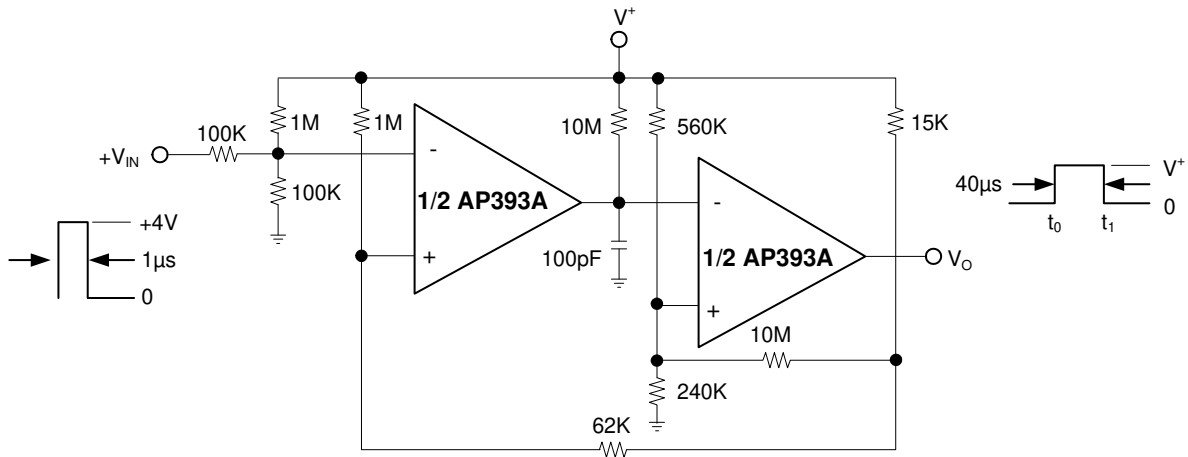 V+
1M
1M
10M
560K
15K
100K
+VIN
-
100K
1/2 AP393A
-
V+
40µs
0
t0
t1
+4V
1µs
0
+
100pF
1/2 AP393A
VO
+
10M
240K
62K